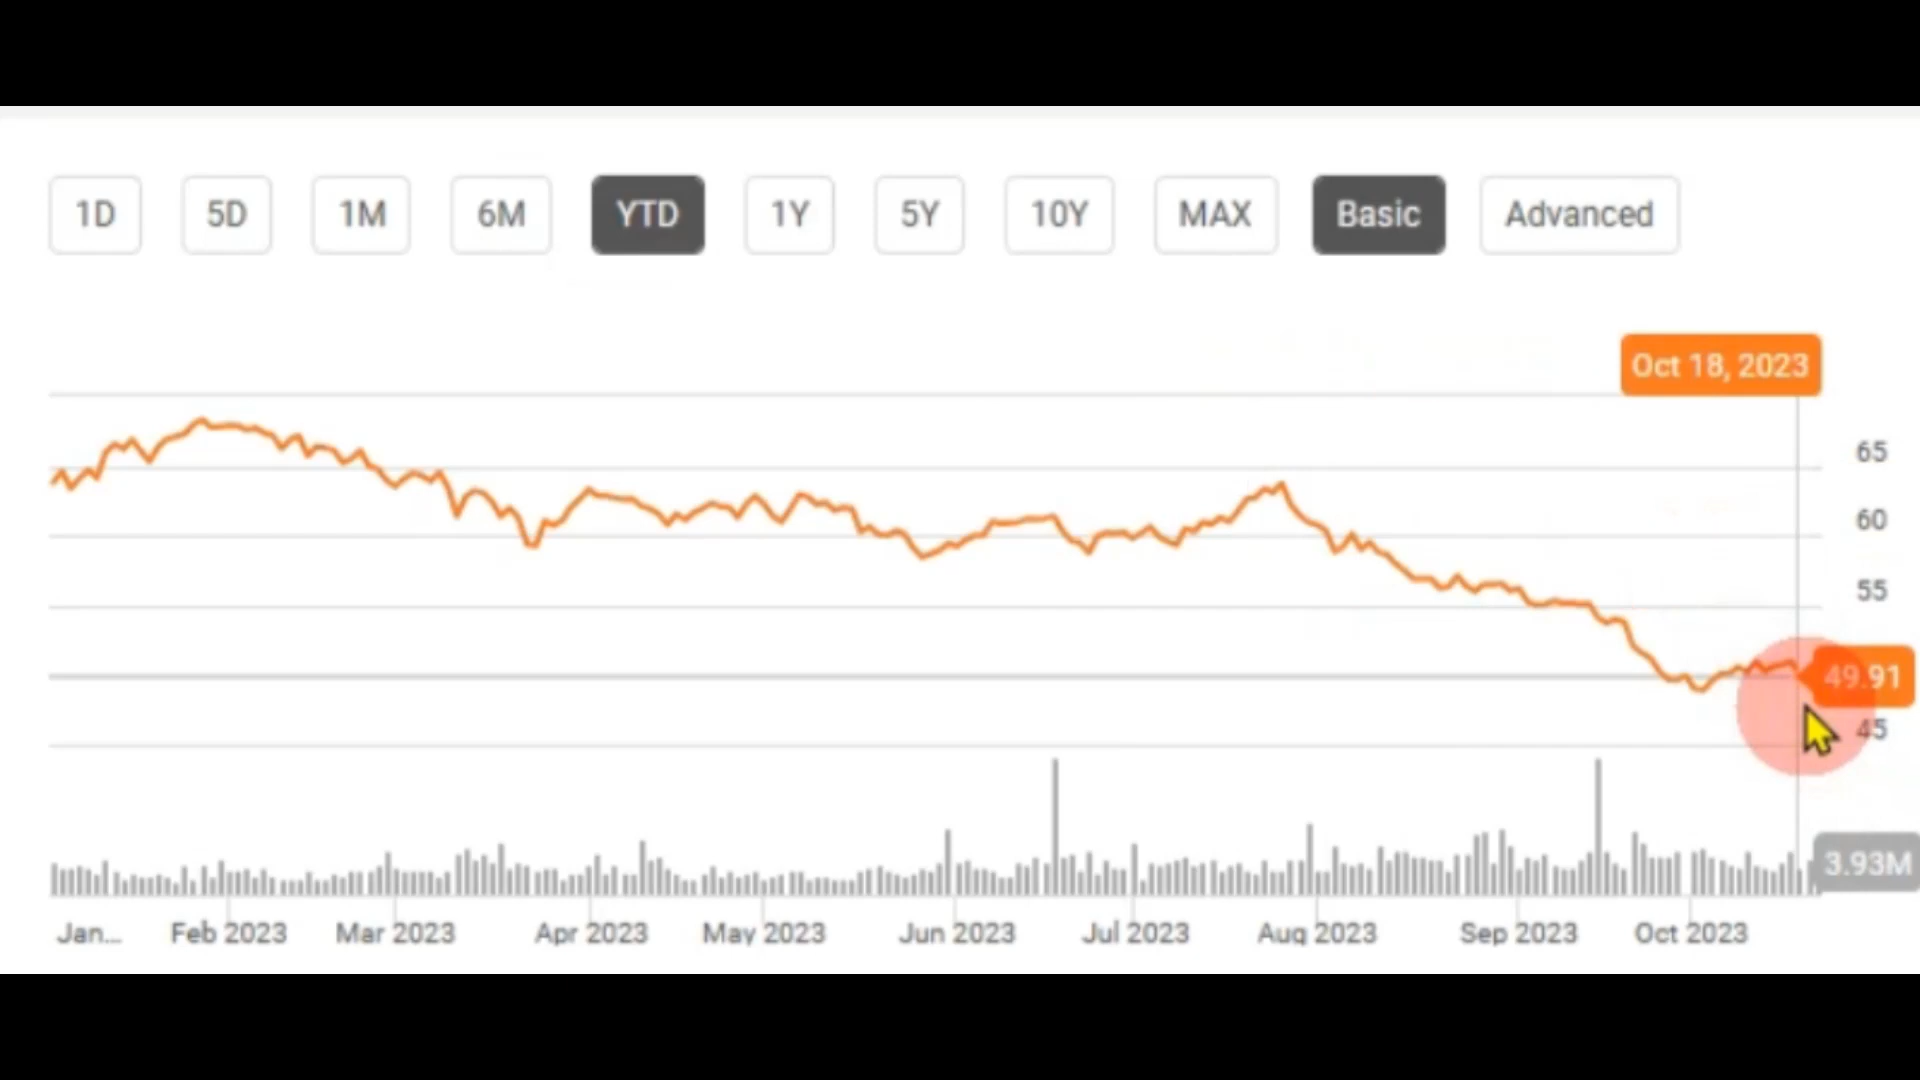 1D 5D 1M 6M YTD 1Y 5Y 10Y MAX Basic Advanced
Oct 18, 2023
65
60
55
49.91
45
3.93M
Jan... Feb 2023 Mar 2023 Apr 2023 May 2023 Jun 2023 Jul 2023 Aug 2023 Sep 2023 Oct 2023